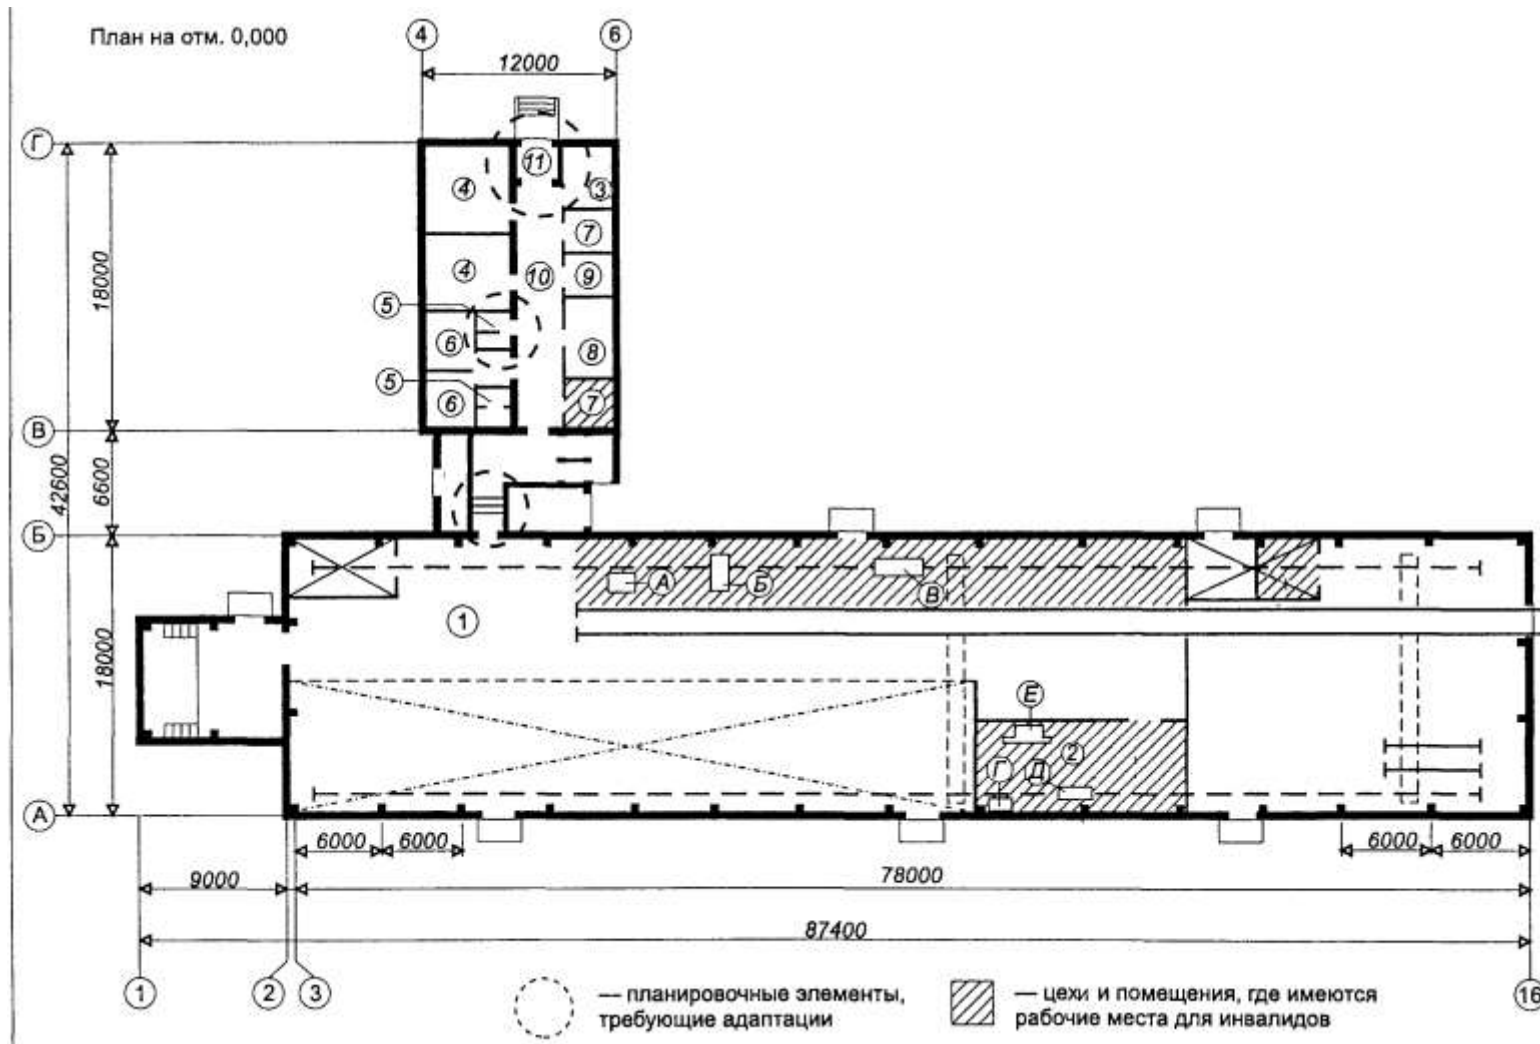 План на отм. 0,000
4
6
12000
Г
11
4
3
7
18000
4
10
9
5
6
8
5
6
7
В
42600
6600
Б
А
Б
В
1
18000
Е
2
Г
Д
А
6000
6000
6000
6000
9000
78000
87400
1
2
3
16
— планировочные элементы,
требующие адаптации
— цехи и помещения, где имеются
рабочие места для инвалидов